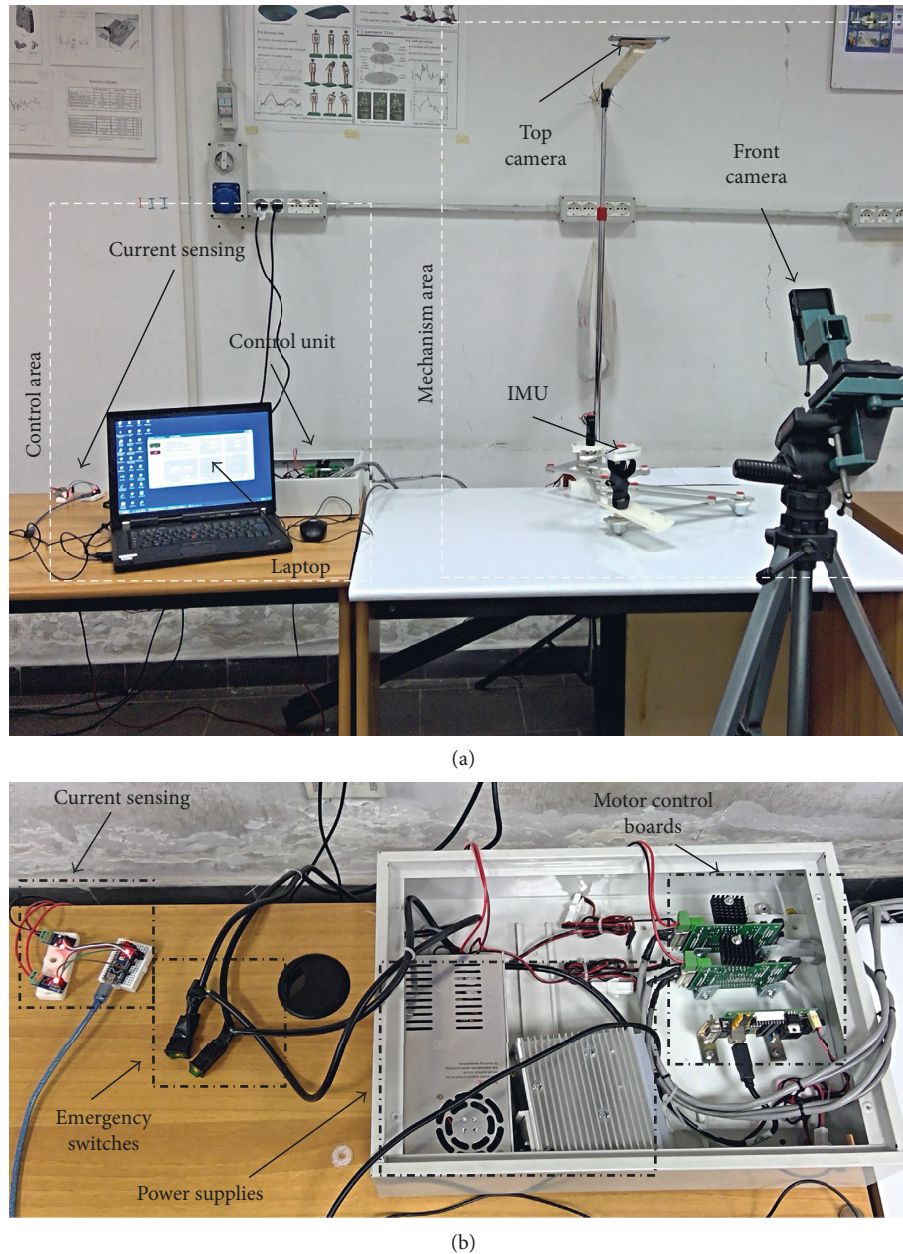 Top
camera
Front
camera
Current sensing
Control unit
Mechanism area
Control area
IMU
Laptop
(a)
Current sensing
Motor control
boards
Emergency
switches
Power supplies
(b)